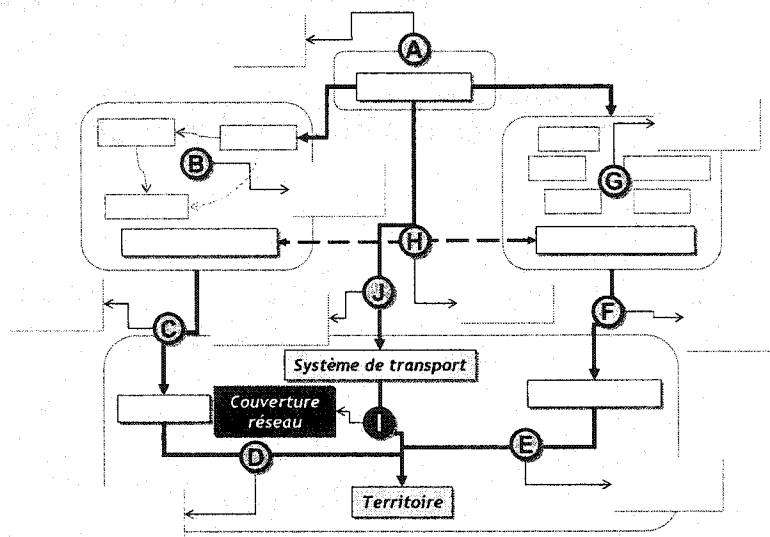 A
B
G
H
J
C
F
Système de transport
Couverture
réseau
I
D
E
Territoire